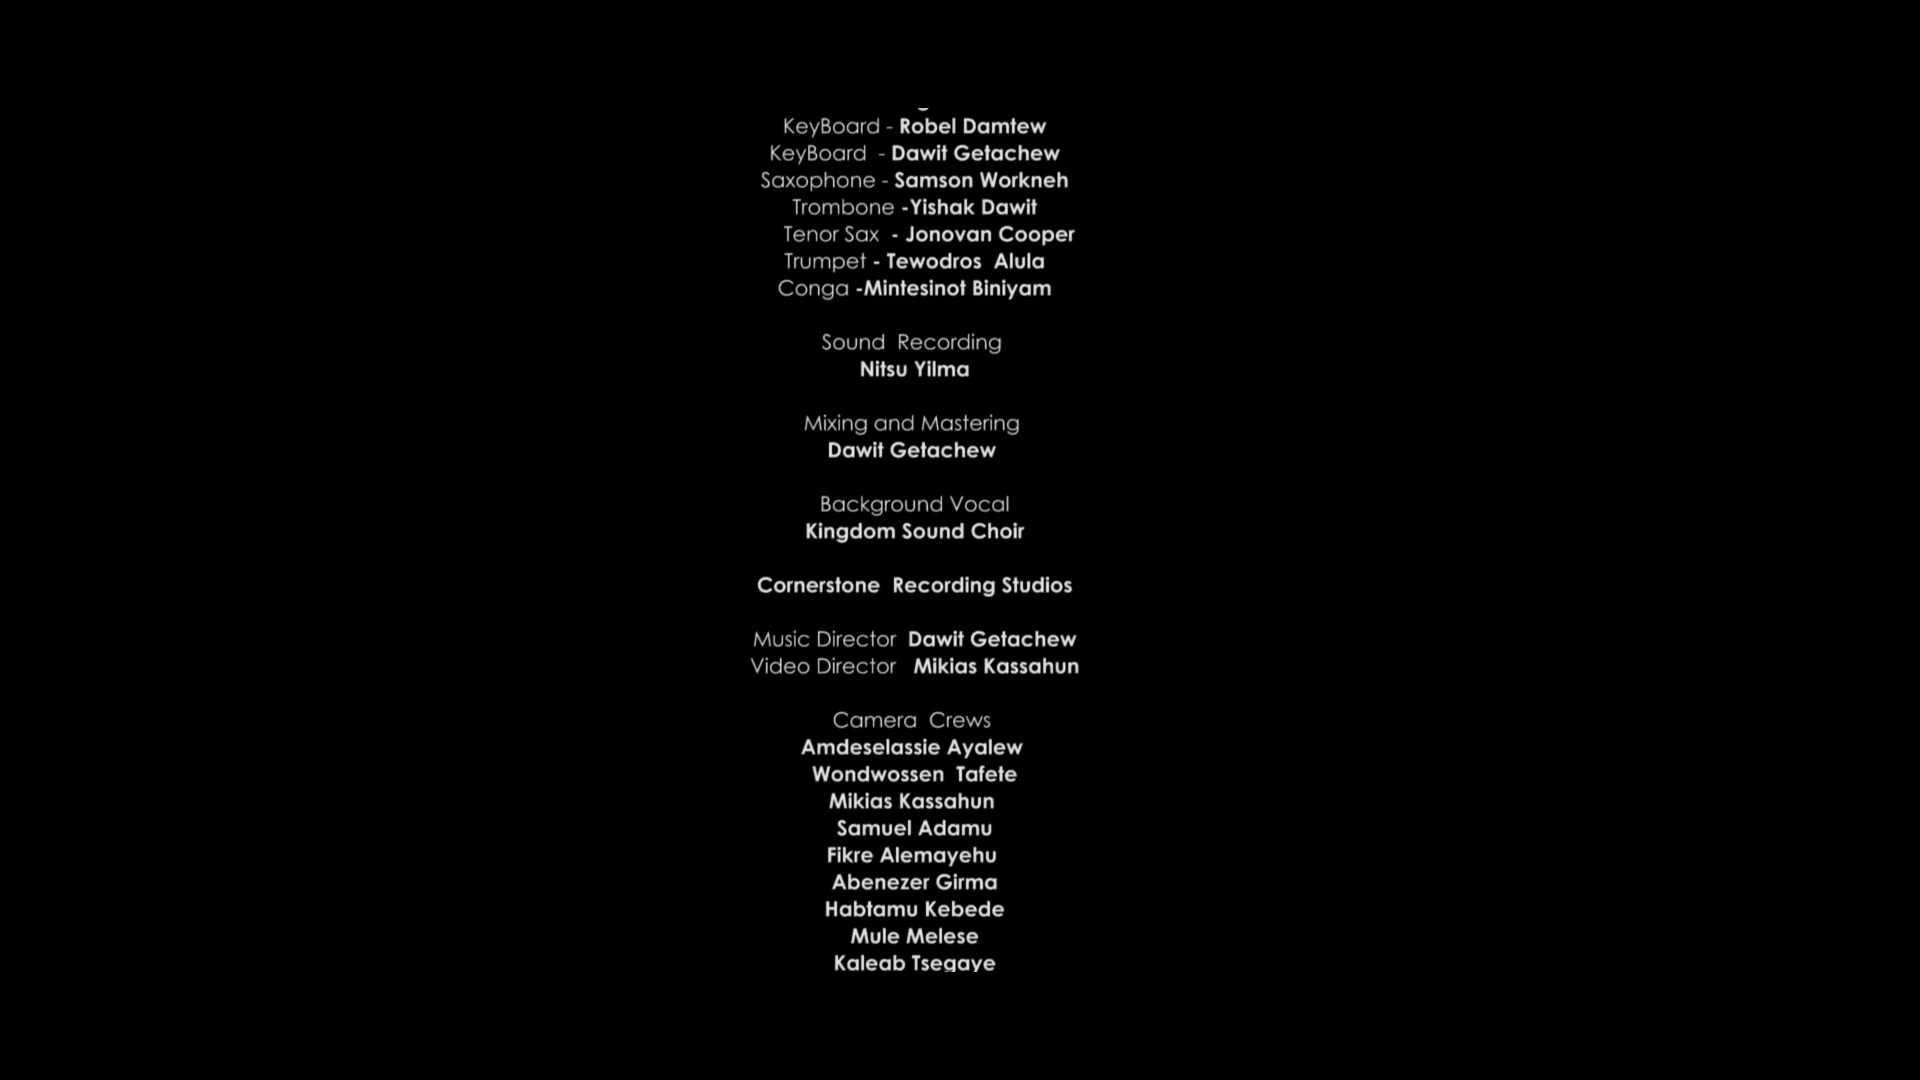 KeyBoard - Robel Damtew
KeyBoard - Dawit Getachew
Saxophone - Samson Workneh
Trombone -Yishak Dawit
Tenor Sax - Jonovan Cooper
Trumpet - Tewodros Alula
Conga -Mintesinot Biniyam
Sound Recording
Nitsu Yilma
Mixing and Mastering
Dawit Getachew
Background Vocal
Kingdom Sound Choir
Cornerstone Recording Studios
Music Director Dawit Getachew
Video Director Mikias Kassahun
Camera Crews
Amdeselassie Ayalew
Wondwossen Tafete
Mikias Kassahun
Samuel Adamu
Fikre Alemayehu
Abenezer Girma
Habtamu Kebede
Mule Melese
Kaleab Tsegaye